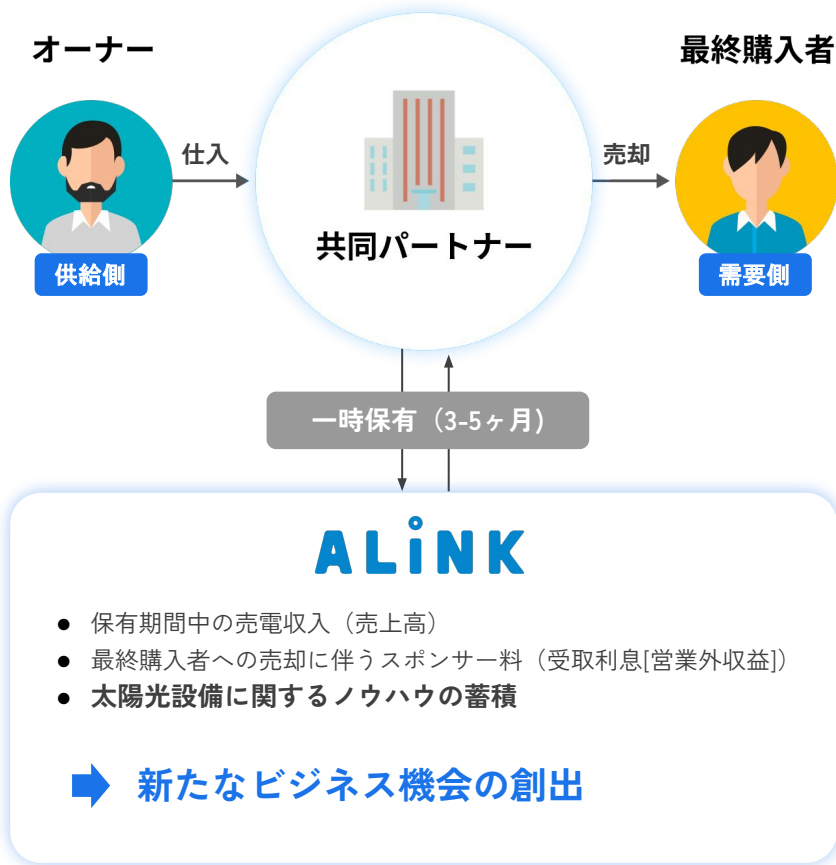 オーナー
最終購入者
仕入
売却
共同パートナー
供給側
需要側
一時保有（3-5ヶ月)
ALiNK
● 保有期間中の売電収入（売上高）
● 最終購入者への売却に伴うスポンサー料（受取利息[営業外収益]）
● 太陽光設備に関するノウハウの蓄積
新たなビジネス機会の創出